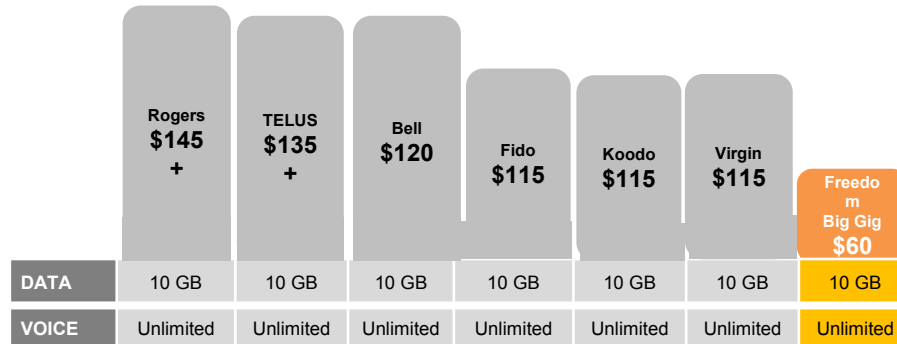 Rogers
$145
+
TELUS
$135
+
Bell
$120
Fido
$115
Koodo
$115
Virgin
$115
Freedo
m
Big Gig
$60
DATA 10 GB 10 GB 10 GB 10 GB 10 GB 10 GB 10 GB
VOICE Unlimited Unlimited Unlimited Unlimited Unlimited Unlimited Unlimited